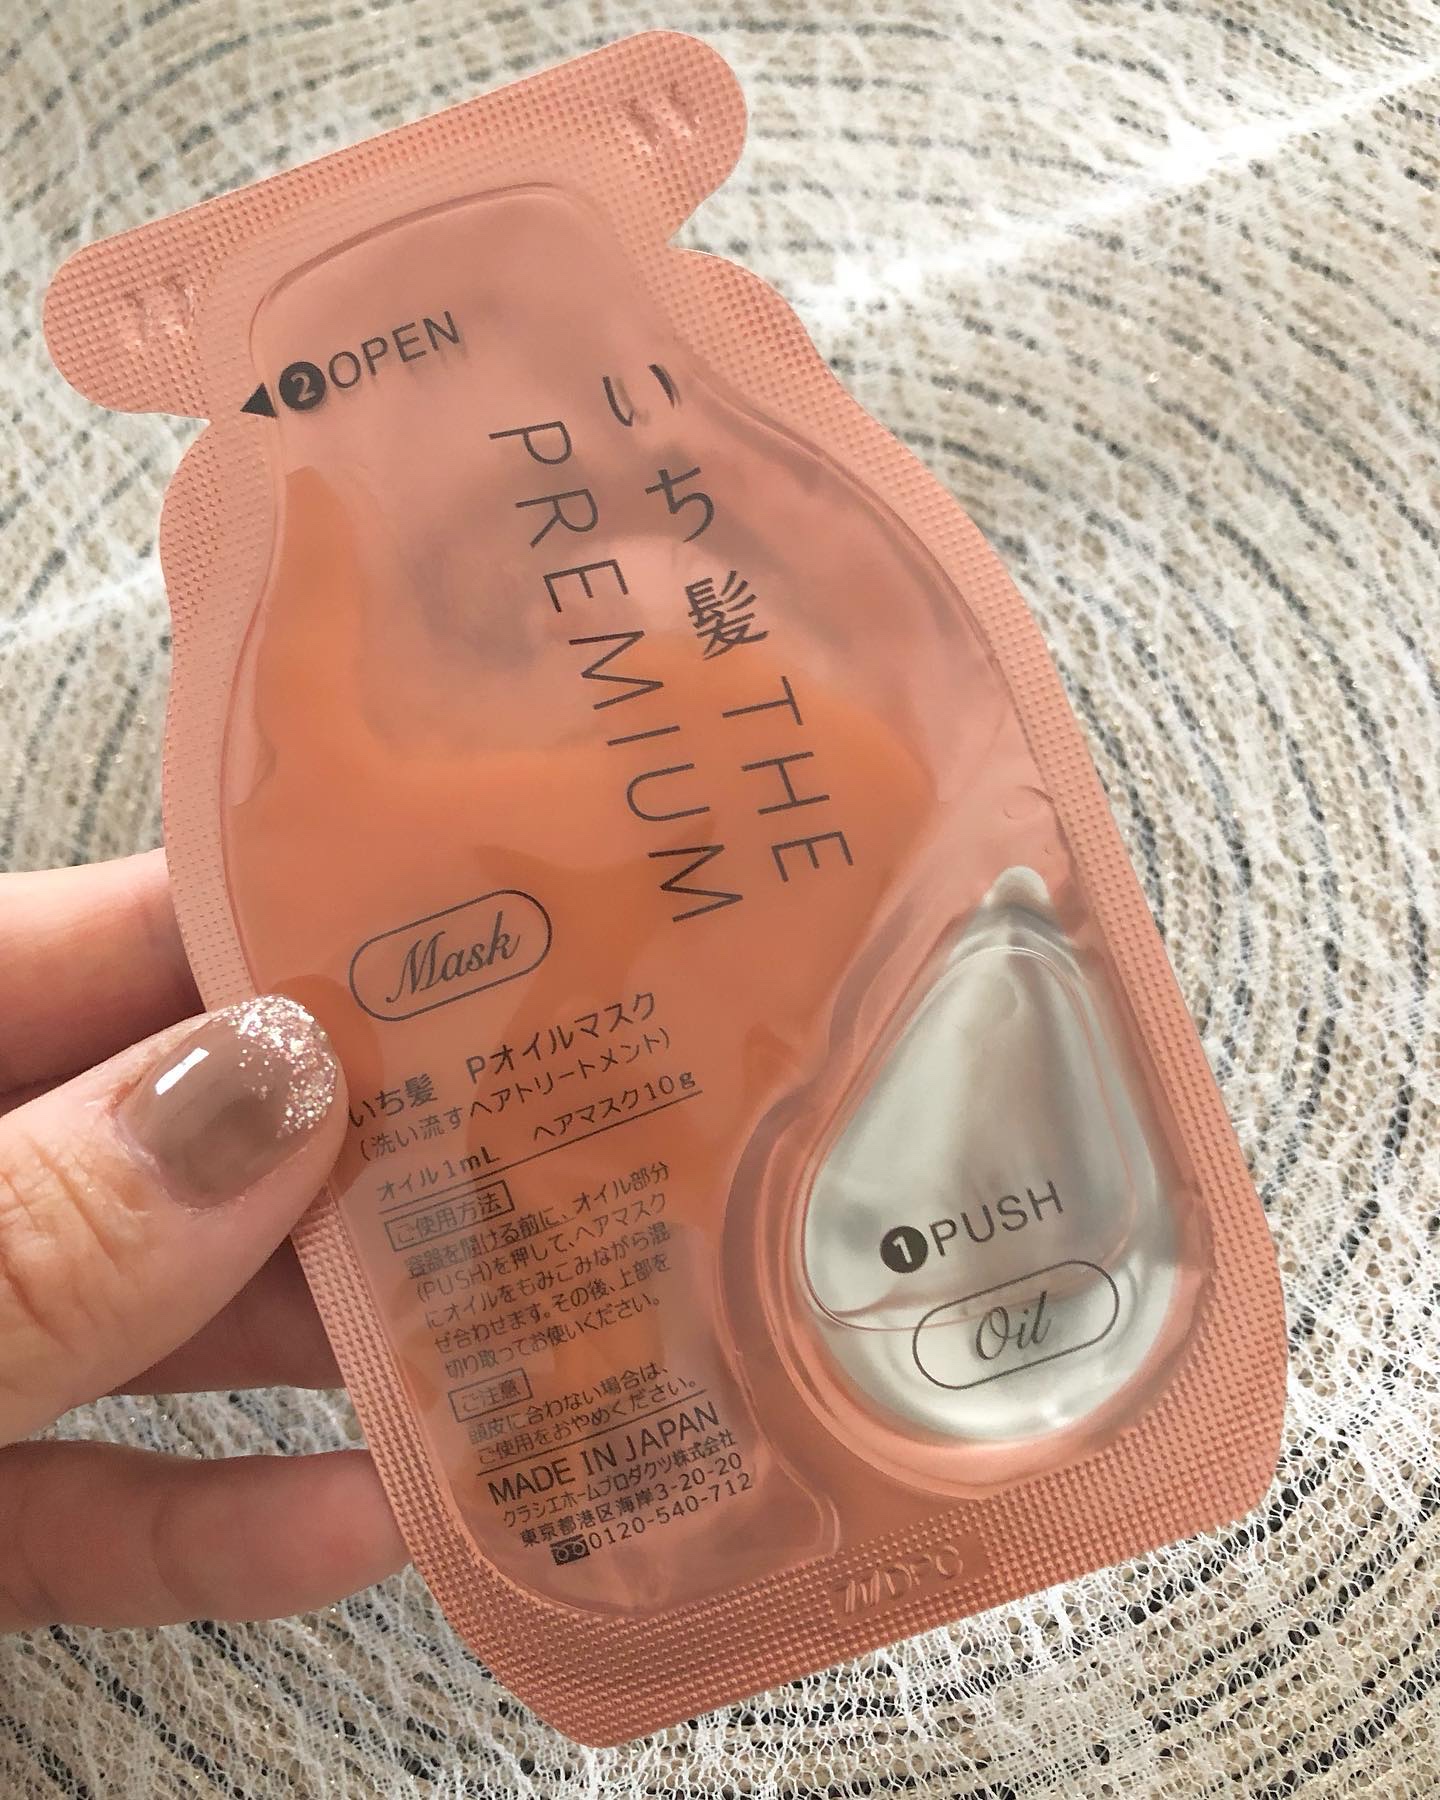 ❷OPEN
いち髪 THE
PREMIUM
Mask
いち髪 Pオイルマスク
(洗い流すヘアトリートメント)
オイル1mL ヘアマスク10g
ご使用方法
容器を開ける前に、オイル部分
(PUSH)を押して、ヘアマスク
にオイルをもみこみながら混
ぜ合わせます。その後、上部を
切り取ってお使いください。
ご注意
頭皮に合わない場合は、
ご使用をおやめください。
MADE IN JAPAN
クラシエホームプロダクツ株式会社
東京都港区海岸3-20-20
0120-540-712
❶PUSH
Oil
DPC